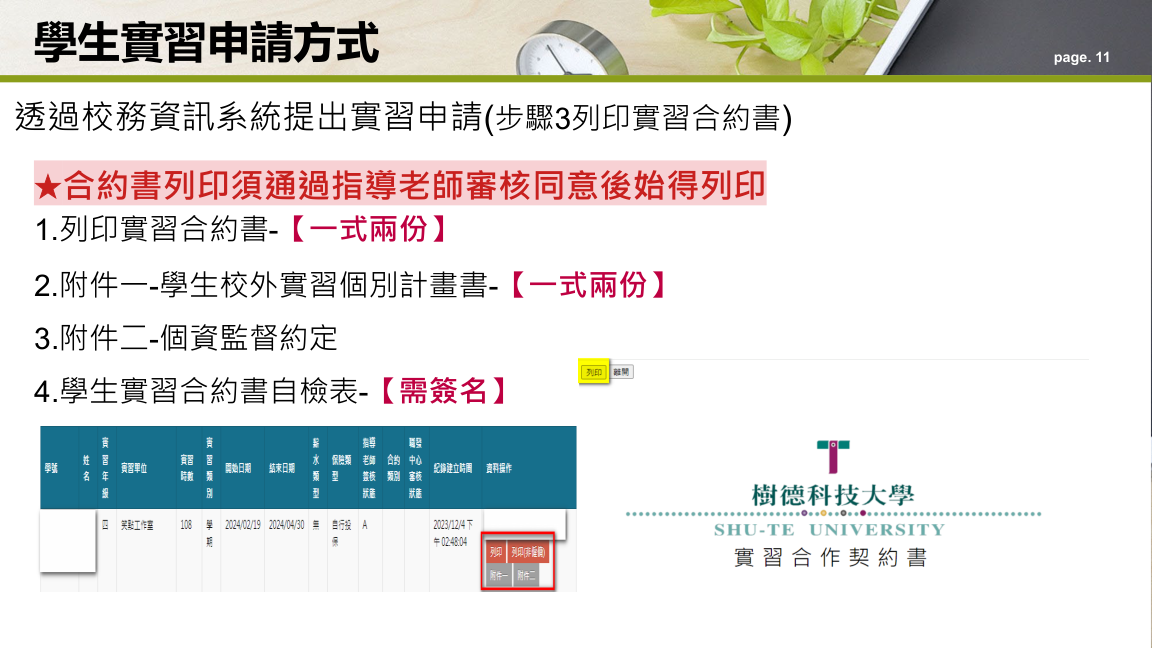 學生實習申請方式
page. 11
透過校務資訊系統提出實習申請(步驟3列印實習合約書)
★合約書列印須通過指導老師審核同意後始得列印
1.列印實習合約書-【一式兩份】
2.附件一-學生校外實習個別計畫書-【一式兩份】
3.附件二-個資監督約定
4.學生實習合約書自檢表-【需簽名】
列印 離開
學號 姓名 實習年級 實習單位 實習時數 實習類別 開始日期 結束日期 薪水類型 保險類型 指導老師簽核狀態 合約類別 職發中心審核狀態 記錄建立時間 資料操作
四 笑點工作室 108 學期 2024/02/19 2024/04/30 無 自行投保 A 2023/12/4 下午 02:48:04
列印 列印(非僱傭)
附件一 附件二
樹德科技大學
SHU-TE UNIVERSITY
實習合作契約書